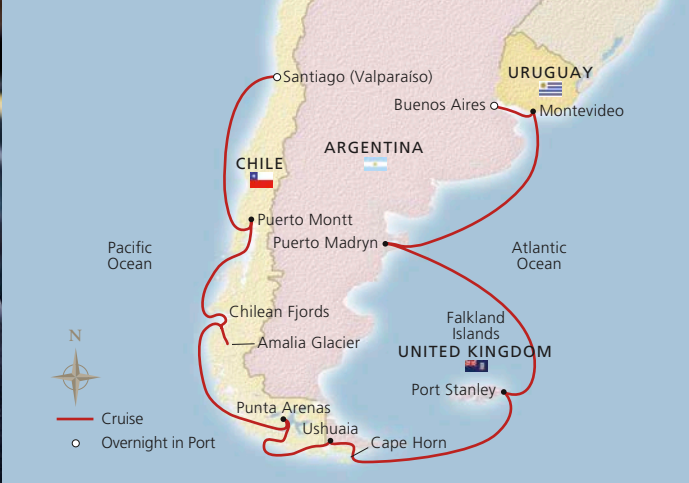 Santiago (Valparaíso)
URUGUAY
Buenos Aires
Montevideo
ARGENTINA
CHILE
Puerto Montt
Puerto Madryn
Pacific
Ocean
Atlantic
Ocean
Chilean Fjords
Falkland
Islands
Amalia Glacier
UNITED KINGDOM
N
Port Stanley
Punta Arenas
Cruise
Ushuaia
Overnight in Port
Cape Horn